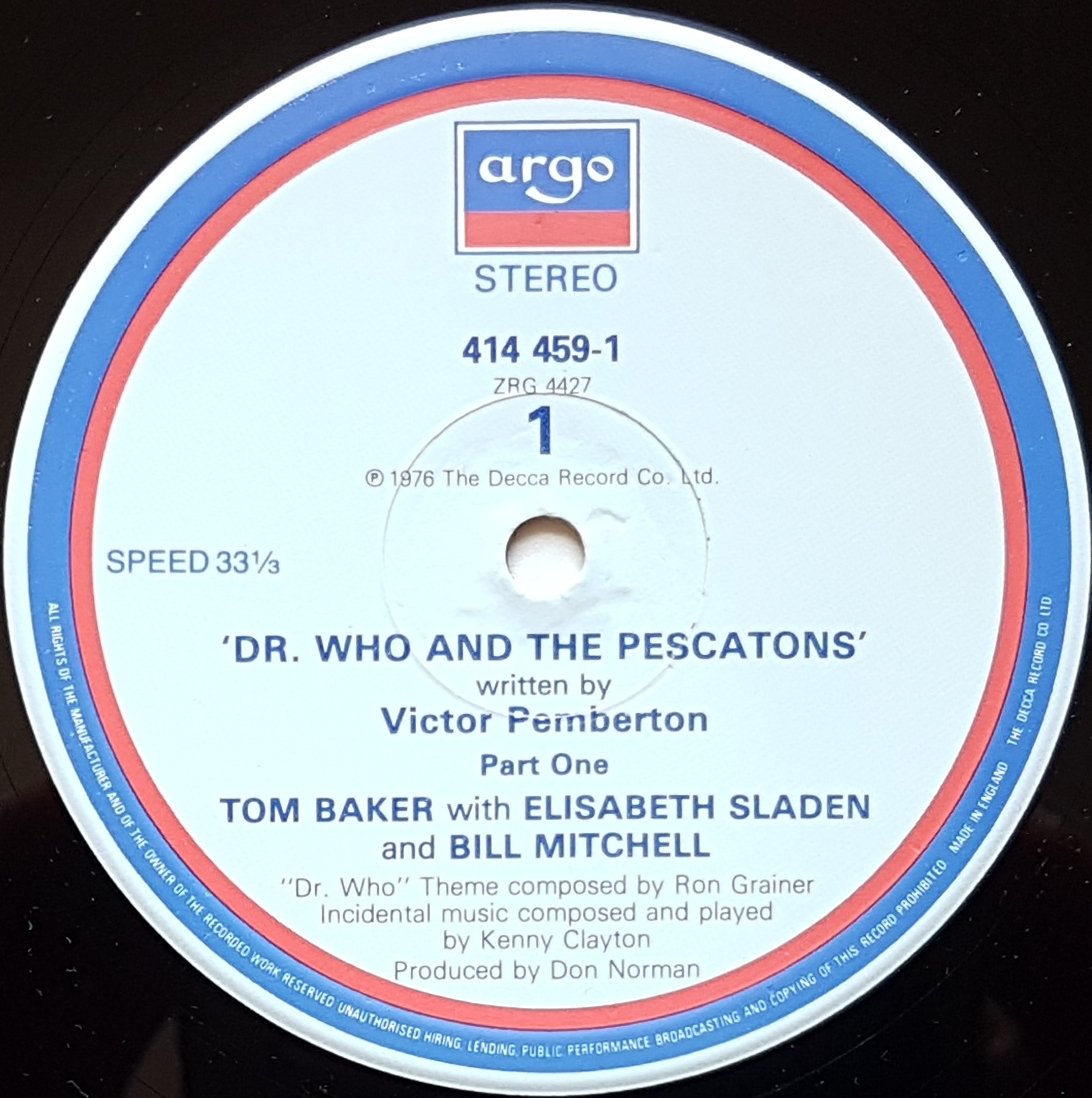 argo
STEREO
414 459-1
ZRG 4427
1
℗ 1976 The Decca Record Co. Ltd.
SPEED 33⅓
'DR. WHO AND THE PESCATONS'
written by
Victor Pemberton
Part One
TOM BAKER with ELISABETH SLADEN
and BILL MITCHELL
"Dr. Who" Theme composed by Ron Grainer
Incidental music composed and played
by Kenny Clayton
Produced by Don Norman
ALL RIGHTS OF THE MANUFACTURER AND OF THE OWNER OF THE RECORDED WORK RESERVED UNAUTHORISED HIRING, LENDING, PUBLIC PERFORMANCE BROADCASTING AND COPYING OF THIS RECORD PROHIBITED MADE IN ENGLAND THE DECCA RECORD CO LTD